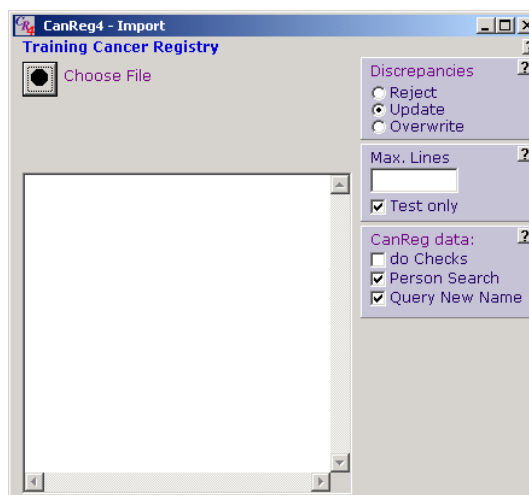 CR4 CanReg4 - Import
Training Cancer Registry
?
Choose File
Discrepancies ?
Reject
Update
Overwrite
Max. Lines ?
Test only
CanReg data: ?
do Checks
Person Search
Query New Name